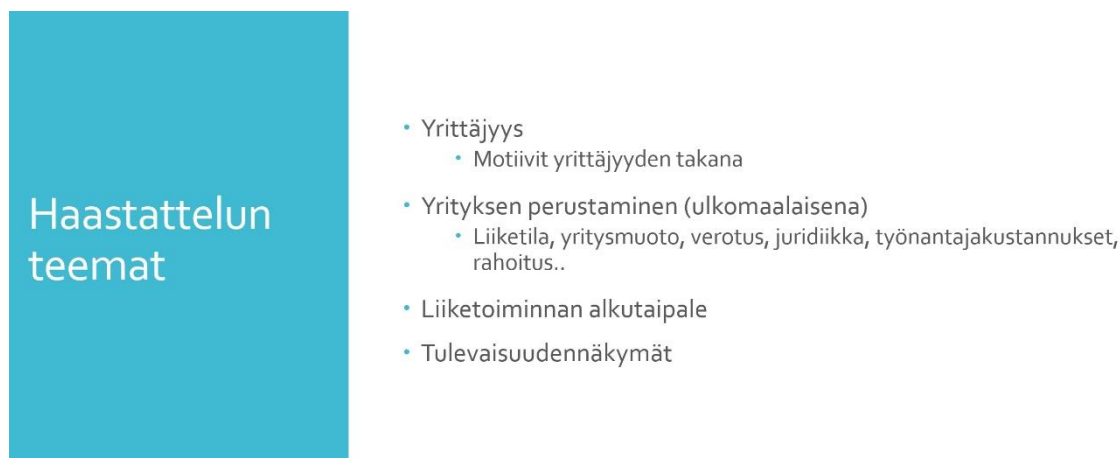 Haastattelun
teemat
• Yrittäjyys
• Motiivit yrittäjyyden takana
• Yrityksen perustaminen (ulkomaalaisena)
• Liiketila, yritysmuoto, verotus, juridiikka, työnantajakustannukset,
rahoitus..
• Liiketoiminnan alkutaipale
• Tulevaisuudennäkymät